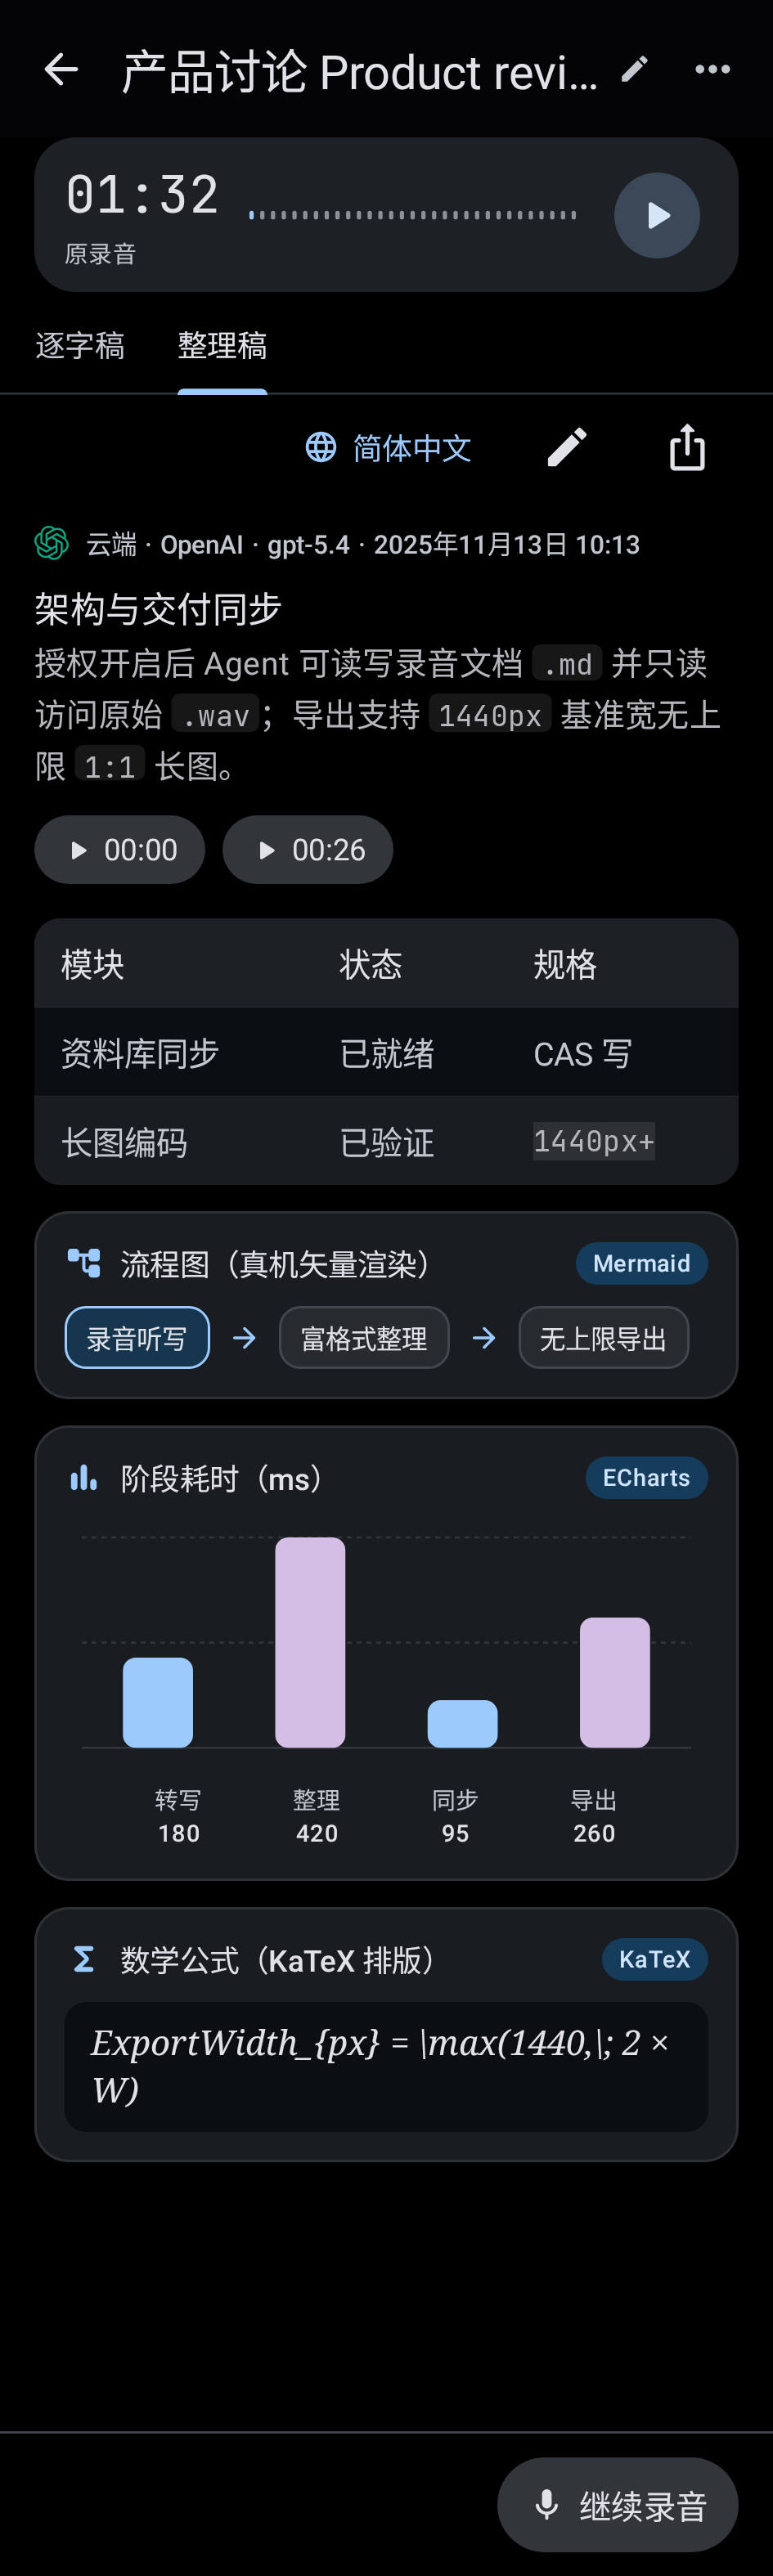 产品讨论 Product revi...
01:32
原录音
逐字稿 整理稿
简体中文
云端 · OpenAI · gpt-5.4 · 2025年11月13日 10:13
架构与交付同步
授权开启后 Agent 可读写录音文档 .md 并只读
访问原始 .wav；导出支持 1440px 基准宽无上
限 1:1 长图。
00:00 00:26
模块 状态 规格
资料库同步 已就绪 CAS 写
长图编码 已验证 1440px+
流程图（真机矢量渲染） Mermaid
录音听写 → 富格式整理 → 无上限导出
阶段耗时（ms） ECharts
转写 整理 同步 导出
180 420 95 260
数学公式（KaTeX 排版） KaTeX
ExportWidth_{px} = \max(1440,\; 2 ×
W)
继续录音